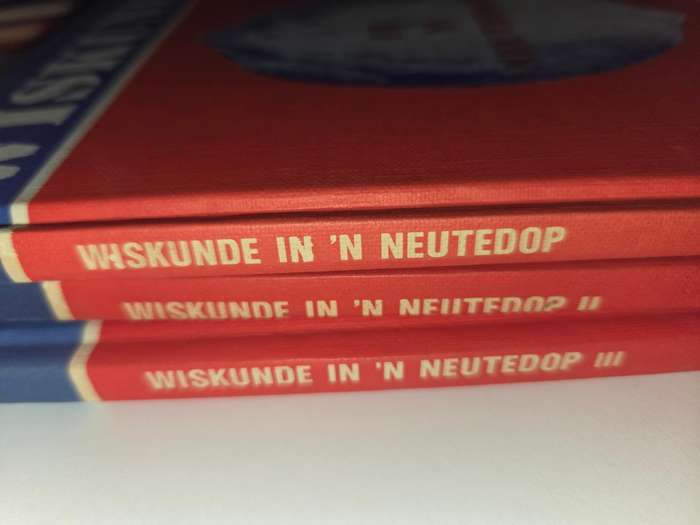 WISKUNDE IN 'N NEUTEDOP
WISKUNDE IN 'N NEUTEDOP II
WISKUNDE IN 'N NEUTEDOP III